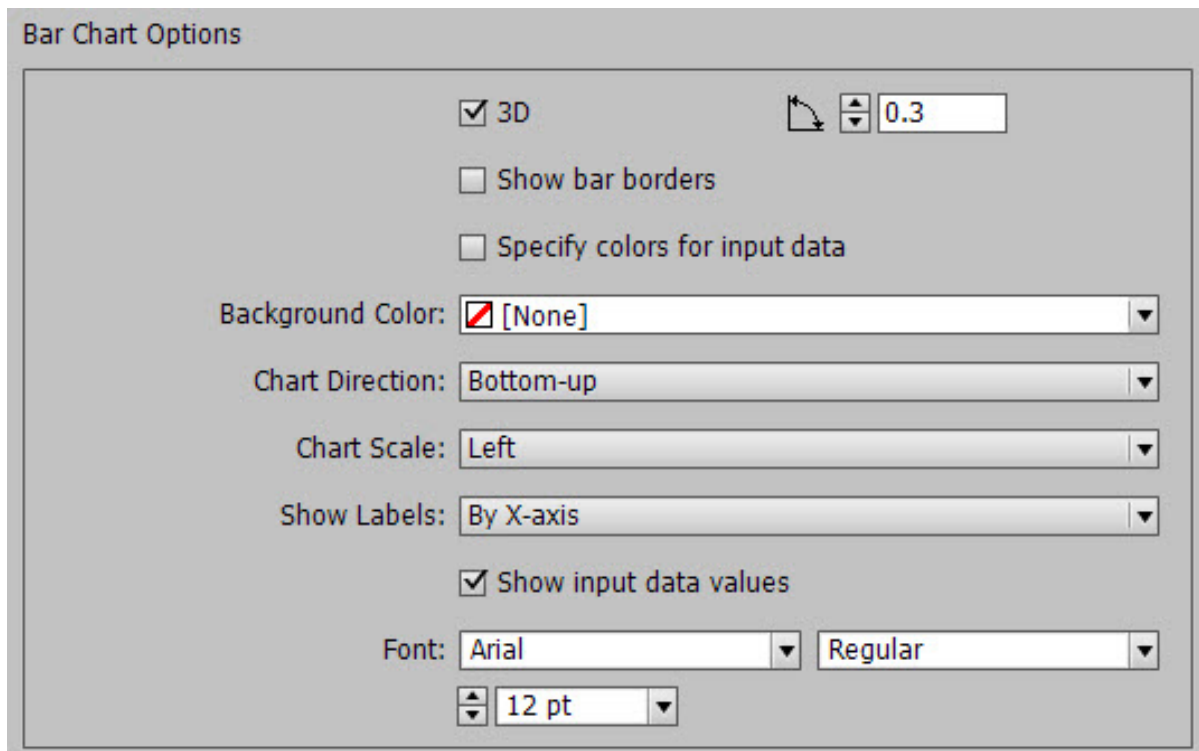 Bar Chart Options
3D 0.3
Show bar borders
Specify colors for input data
Background Color: [None]
Chart Direction: Bottom-up
Chart Scale: Left
Show Labels: By X-axis
Show input data values
Font: Arial Regular
12 pt